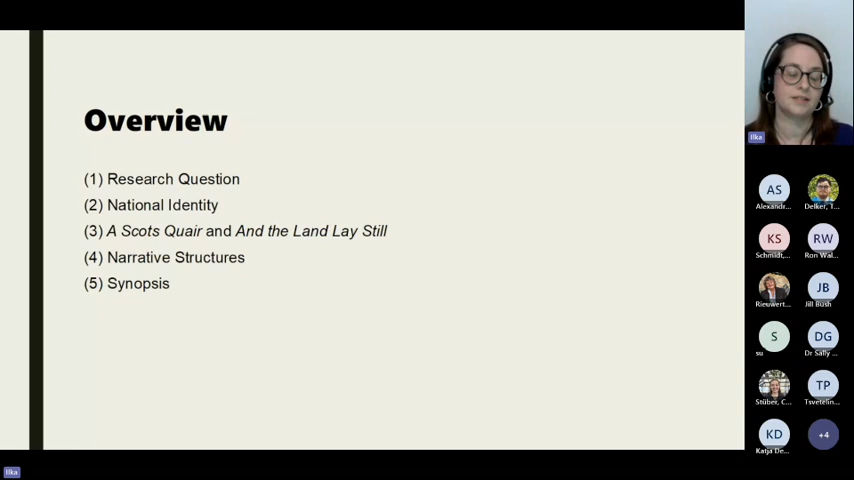 Overview
(1) Research Question
(2) National Identity
(3) A Scots Quair and And the Land Lay Still
(4) Narrative Structures
(5) Synopsis
Ilka
AS
Alexandr...
Delker, T...
KS
Schmidt,...
RW
Ron Wal...
Rieuwert...
JB
Jill Bush
S
su
DG
Dr Sally ...
Stüber, C...
TP
Tsvetelin...
KD
Katja De...
+4
Ilka